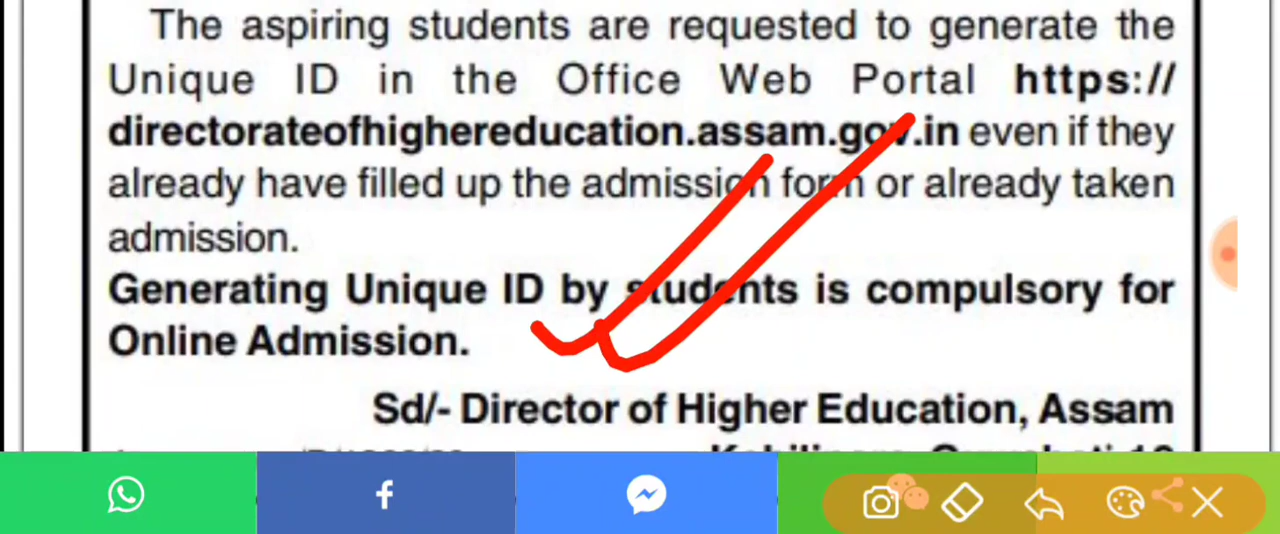 The aspiring students are requested to generate the
Unique ID in the Office Web Portal https://
directorateofhighereducation.assam.gov.in even if they
already have filled up the admission form or already taken
admission.
Generating Unique ID by students is compulsory for
Online Admission.
Sd/- Director of Higher Education, Assam